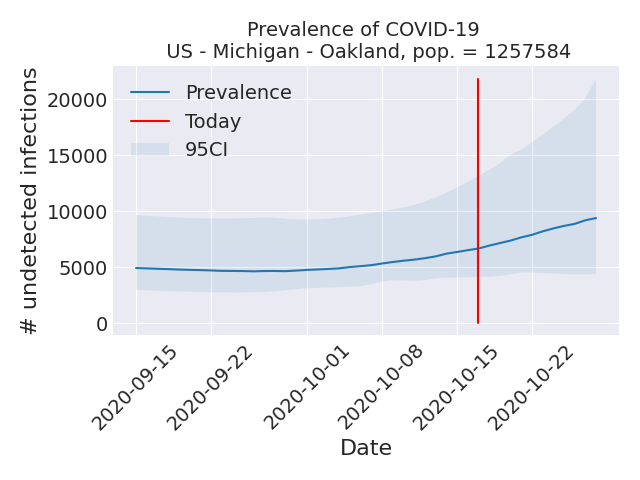 Prevalence of COVID-19
US - Michigan - Oakland, pop. = 1257584
# undetected infections
20000
15000
10000
5000
0
Prevalence
Today
95CI
2020-09-15
2020-09-22
2020-10-01
2020-10-08
2020-10-15
2020-10-22
Date